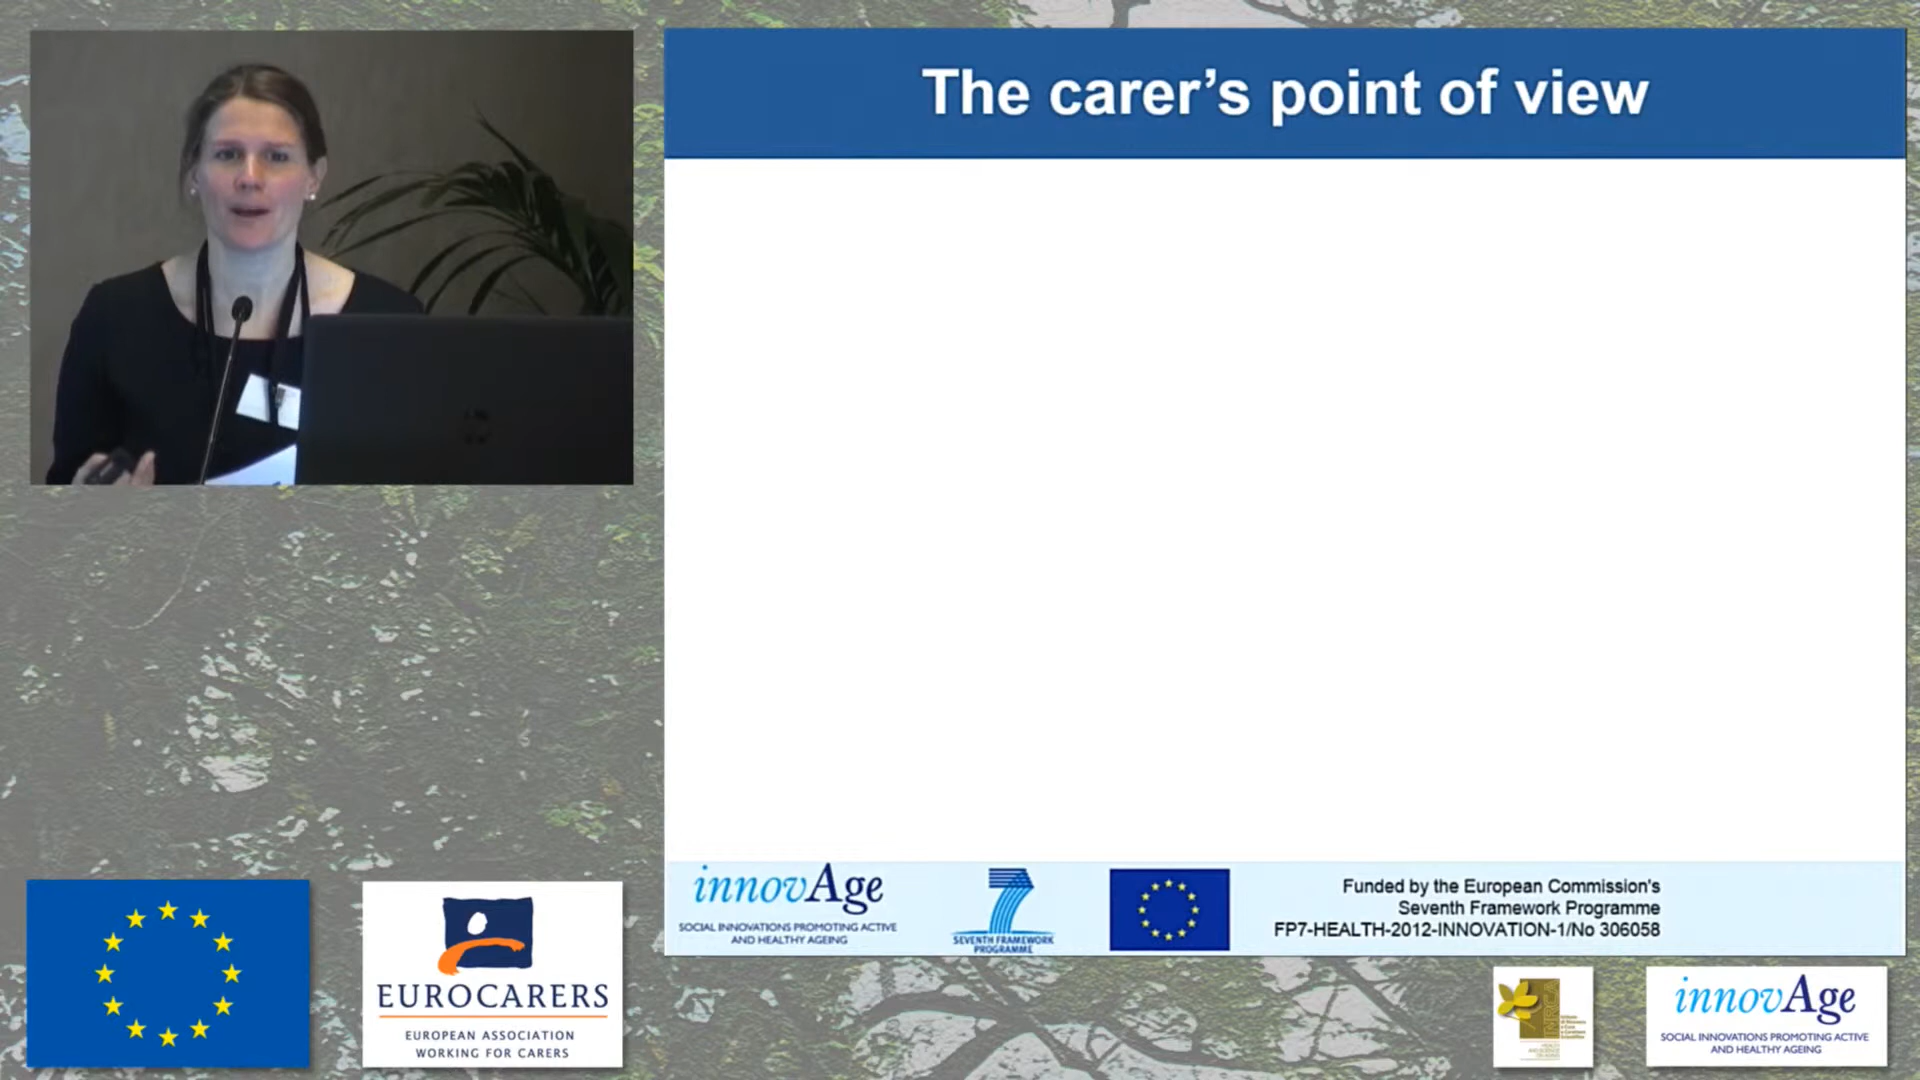 The carer's point of view
innovAge
SOCIAL INNOVATIONS PROMOTING ACTIVE
AND HEALTHY AGEING
7
SEVENTH FRAMEWORK
PROGRAMME
Funded by the European Commission's
Seventh Framework Programme
FP7-HEALTH-2012-INNOVATION-1/No 306058
EUROCARERS
EUROPEAN ASSOCIATION
WORKING FOR CARERS
INRCA
innovAge
SOCIAL INNOVATIONS PROMOTING ACTIVE
AND HEALTHY AGEING